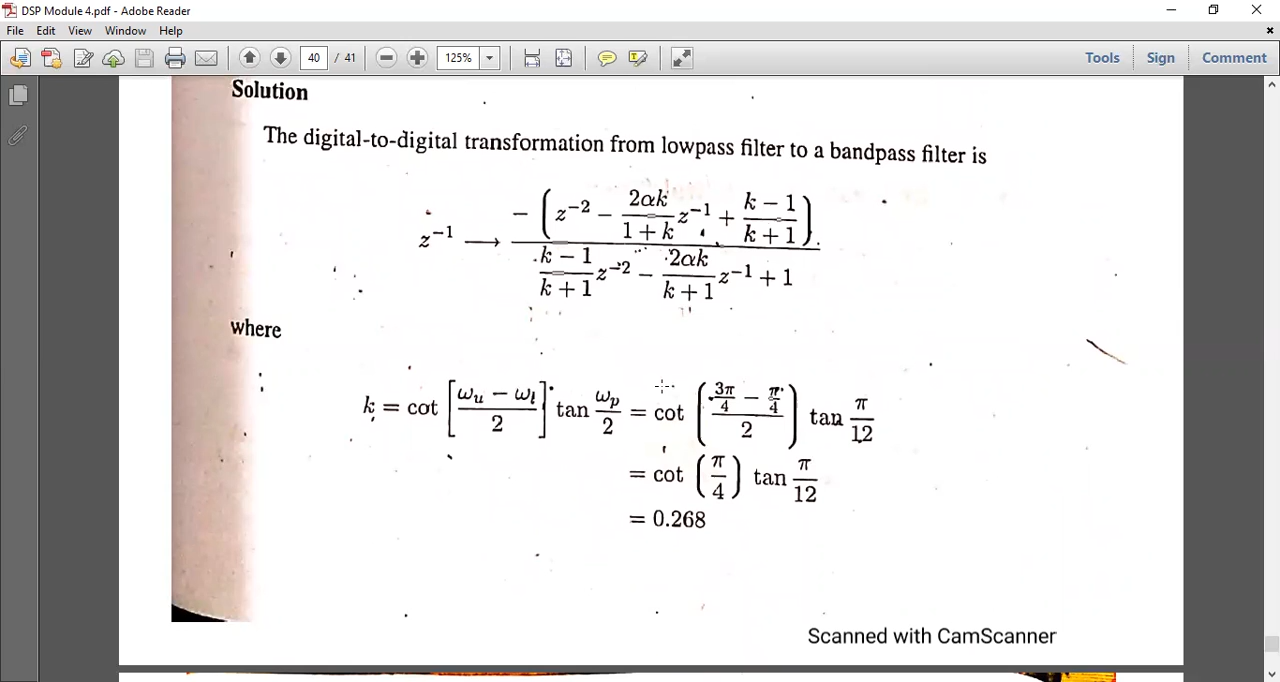 DSP Module 4.pdf - Adobe Reader
File Edit View Window Help
40 / 41 125% Tools Sign Comment
Solution
The digital-to-digital transformation from lowpass filter to a bandpass filter is
z⁻¹ ⟶ -(z⁻² - 2αk/(1 + k) z⁻¹ + (k - 1)/(k + 1)) / ((k - 1)/(k + 1) z⁻² - 2αk/(k + 1) z⁻¹ + 1)
where
k = cot [(ωu - ωl)/2] tan ωp/2 = cot ((3π/4 - π/4)/2) tan π/12
= cot (π/4) tan π/12
= 0.268
Scanned with CamScanner